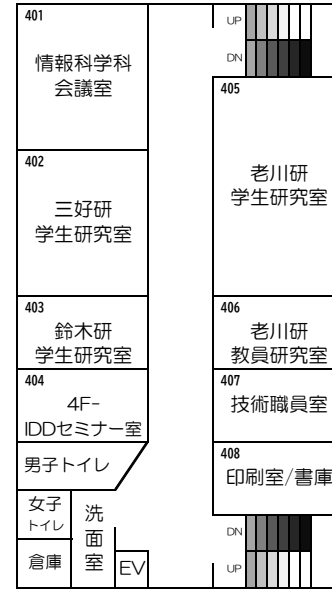 401
情報科学科
会議室
402
三好研
学生研究室
403
鈴木研
学生研究室
404
4F-
IDDセミナー室
男子トイレ
女子
トイレ
倉庫
洗
面
室
EV
UP
DN
405
老川研
学生研究室
406
老川研
教員研究室
407
技術職員室
408
印刷室/書庫
DN
UP